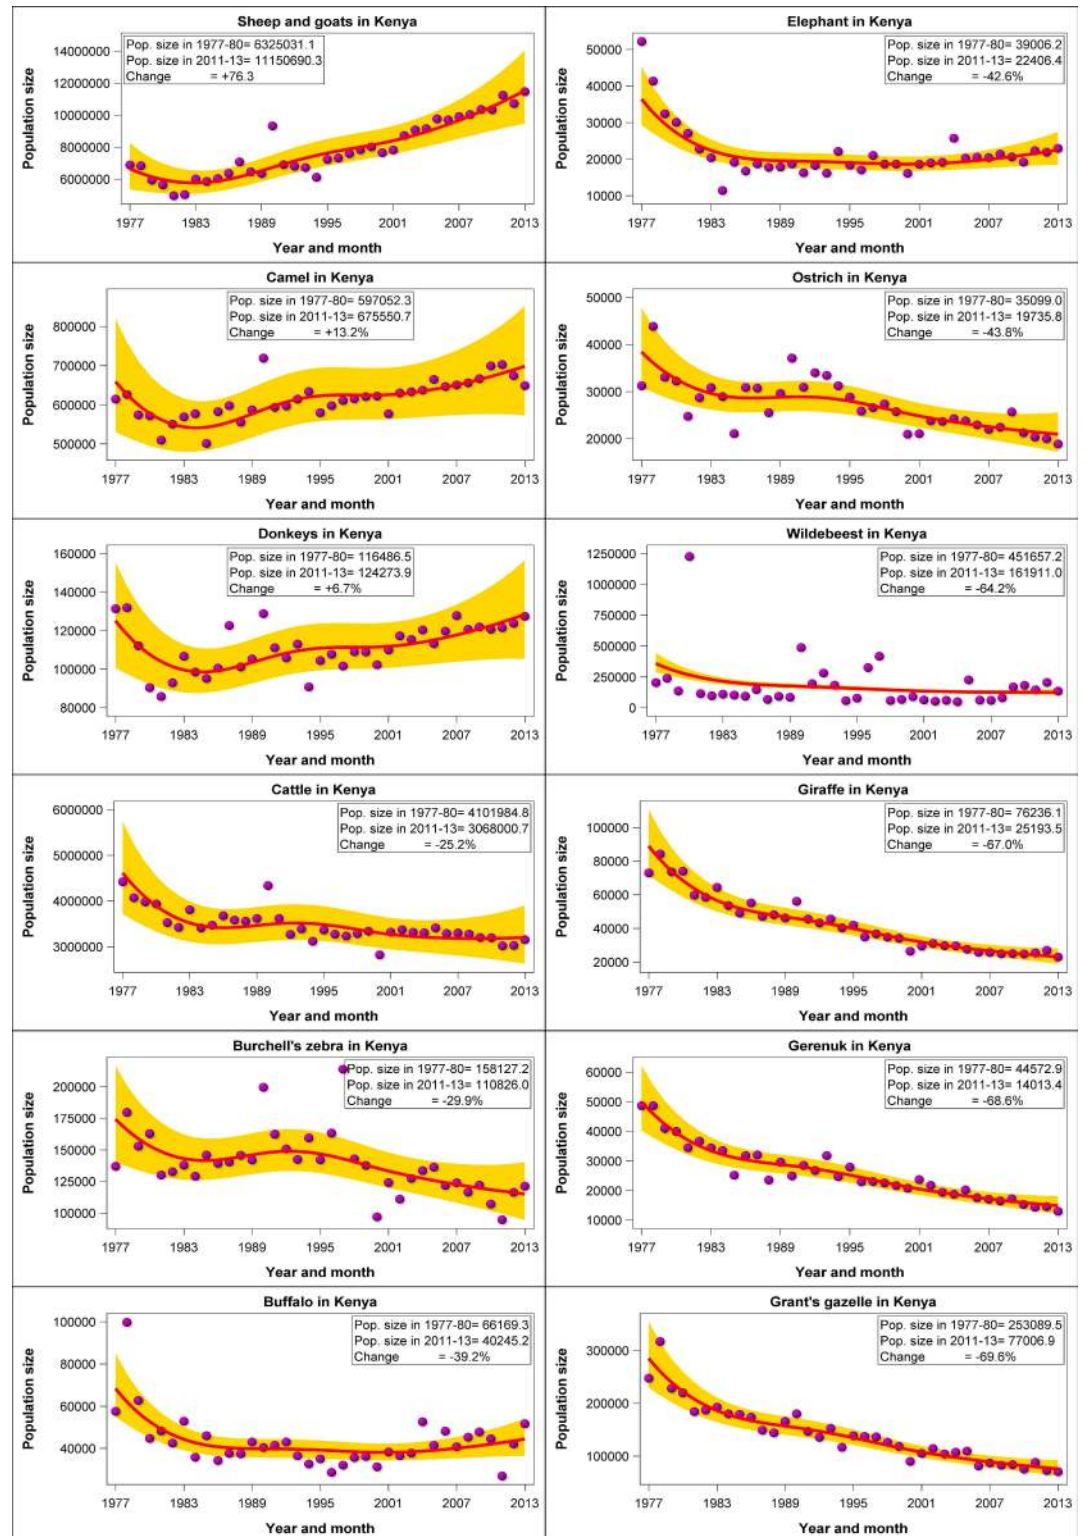 Sheep and goats in Kenya
Pop. size in 1977-80= 6325031.1
Pop. size in 2011-13= 11150690.3
Change = +76.3
Population size
14000000
12000000
10000000
8000000
6000000
1977 1983 1989 1995 2001 2007 2013
Year and month
Elephant in Kenya
Pop. size in 1977-80= 39006.2
Pop. size in 2011-13= 22406.4
Change = -42.6%
Population size
50000
40000
30000
20000
10000
1977 1983 1989 1995 2001 2007 2013
Year and month
Camel in Kenya
Pop. size in 1977-80= 597052.3
Pop. size in 2011-13= 675550.7
Change = +13.2%
Population size
800000
700000
600000
500000
1977 1983 1989 1995 2001 2007 2013
Year and month
Ostrich in Kenya
Pop. size in 1977-80= 35099.0
Pop. size in 2011-13= 19735.8
Change = -43.8%
Population size
50000
40000
30000
20000
1977 1983 1989 1995 2001 2007 2013
Year and month
Donkeys in Kenya
Pop. size in 1977-80= 116486.5
Pop. size in 2011-13= 124273.9
Change = +6.7%
Population size
160000
140000
120000
100000
80000
1977 1983 1989 1995 2001 2007 2013
Year and month
Wildebeest in Kenya
Pop. size in 1977-80= 451657.2
Pop. size in 2011-13= 161911.0
Change = -64.2%
Population size
1250000
1000000
750000
500000
250000
0
1977 1983 1989 1995 2001 2007 2013
Year and month
Cattle in Kenya
Pop. size in 1977-80= 4101984.8
Pop. size in 2011-13= 3068000.7
Change = -25.2%
Population size
6000000
5000000
4000000
3000000
1977 1983 1989 1995 2001 2007 2013
Year and month
Giraffe in Kenya
Pop. size in 1977-80= 76236.1
Pop. size in 2011-13= 25193.5
Change = -67.0%
Population size
100000
80000
60000
40000
20000
1977 1983 1989 1995 2001 2007 2013
Year and month
Burchell's zebra in Kenya
Pop. size in 1977-80= 158127.2
Pop. size in 2011-13= 110826.0
Change = -29.9%
Population size
200000
175000
150000
125000
100000
1977 1983 1989 1995 2001 2007 2013
Year and month
Gerenuk in Kenya
Pop. size in 1977-80= 44572.9
Pop. size in 2011-13= 14013.4
Change = -68.6%
Population size
60000
50000
40000
30000
20000
10000
1977 1983 1989 1995 2001 2007 2013
Year and month
Buffalo in Kenya
Pop. size in 1977-80= 66169.3
Pop. size in 2011-13= 40245.2
Change = -39.2%
Population size
100000
80000
60000
40000
1977 1983 1989 1995 2001 2007 2013
Year and month
Grant's gazelle in Kenya
Pop. size in 1977-80= 253089.5
Pop. size in 2011-13= 77006.9
Change = -69.6%
Population size
300000
200000
100000
1977 1983 1989 1995 2001 2007 2013
Year and month